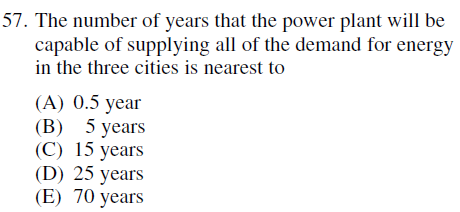 57. The number of years that the power plant will be
capable of supplying all of the demand for energy
in the three cities is nearest to
(A) 0.5 year
(B) 5 years
(C) 15 years
(D) 25 years
(E) 70 years